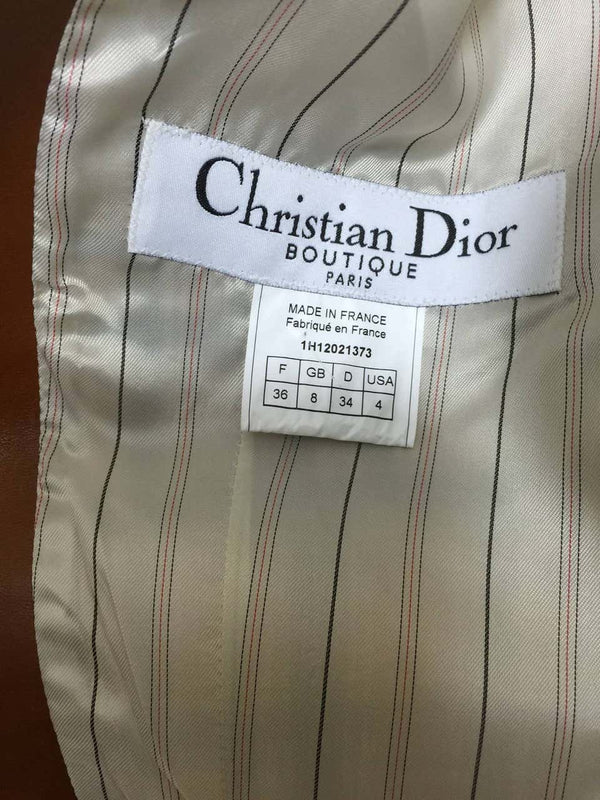 Christian Dior
BOUTIQUE
PARIS
MADE IN FRANCE
Fabriqué en France
1H12021373
F GB D USA
36 8 34 4